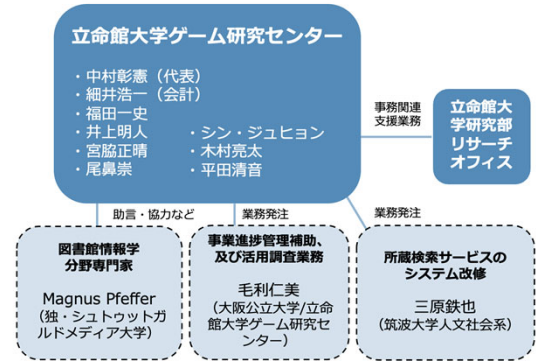 立命館大学ゲーム研究センター
・中村彰憲（代表）
・細井浩一（会計）
・福田一史
・井上明人
・宮脇正晴
・尾鼻崇
・シン・ジュヒョン
・木村亮太
・平田清音
事務関連
支援業務
立命館大
学研究部
リサーチ
オフィス
助言・協力など
業務発注
業務発注
図書館情報学
分野専門家
Magnus Pfeffer
（独・シュトゥットガ
ルドメディア大学）
事業進捗管理補助、
及び活用調査業務
毛利仁美
（大阪公立大学/立命
館大学ゲーム研究セ
ンター）
所蔵検索サービスの
システム改修
三原鉄也
（筑波大学人文社会系）